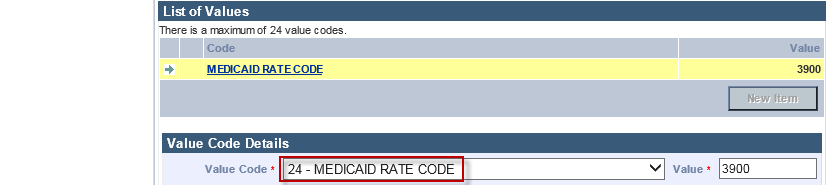 List of Values
There is a maximum of 24 value codes.
Code Value
MEDICAID RATE CODE 3900
New Item
Value Code Details
Value Code * 24 - MEDICAID RATE CODE Value * 3900